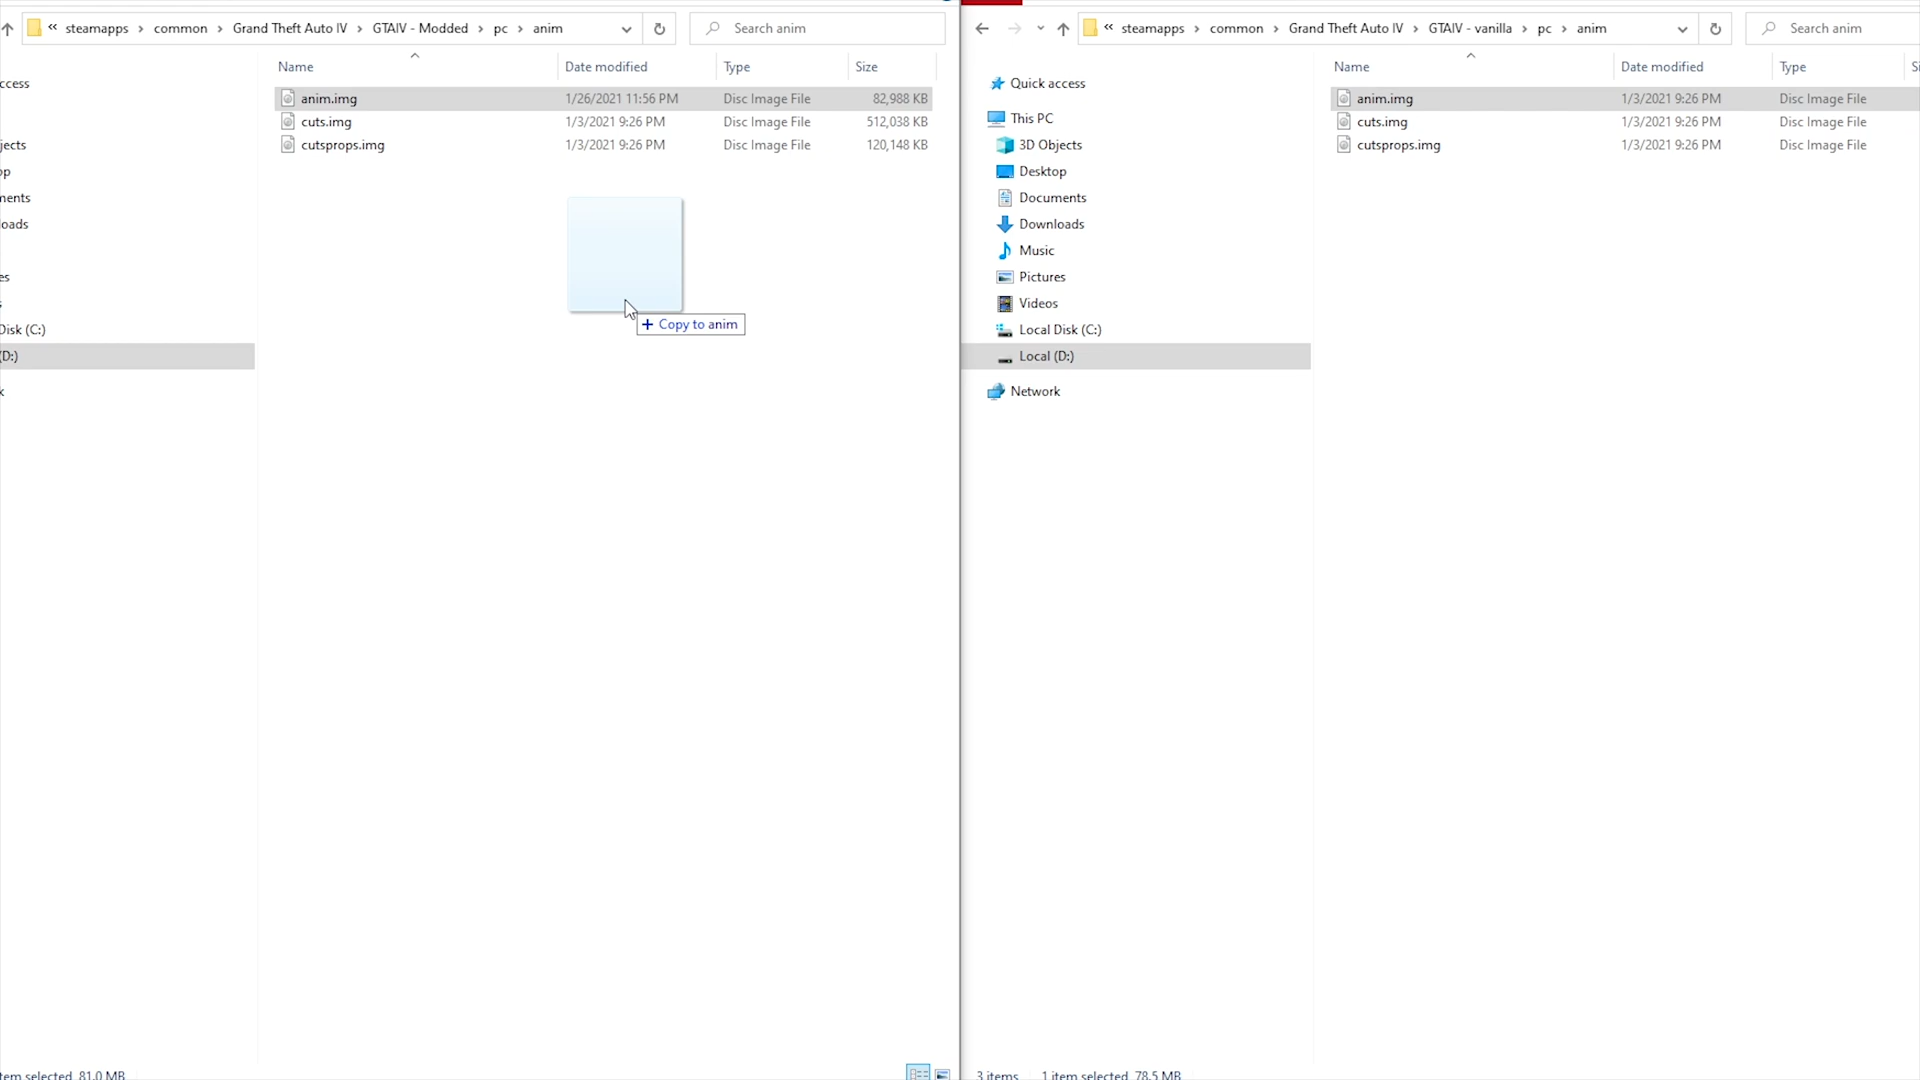 « steamapps › common › Grand Theft Auto IV › GTAIV - Modded › pc › anim
Search anim
Name
Date modified
Type
Size
anim.img
1/26/2021 11:56 PM
Disc Image File
82,988 KB
cuts.img
1/3/2021 9:26 PM
Disc Image File
512,038 KB
cutsprops.img
1/3/2021 9:26 PM
Disc Image File
120,148 KB
ccess
jects
op
nents
loads
es
s
Disk (C:)
(D:)
k
+ Copy to anim
tem selected 81.0 MB
« steamapps › common › Grand Theft Auto IV › GTAIV - vanilla › pc › anim
Search anim
Name
Date modified
Type
Si
anim.img
1/3/2021 9:26 PM
Disc Image File
cuts.img
1/3/2021 9:26 PM
Disc Image File
cutsprops.img
1/3/2021 9:26 PM
Disc Image File
Quick access
This PC
3D Objects
Desktop
Documents
Downloads
Music
Pictures
Videos
Local Disk (C:)
Local (D:)
Network
3 items
1 item selected 78.5 MB